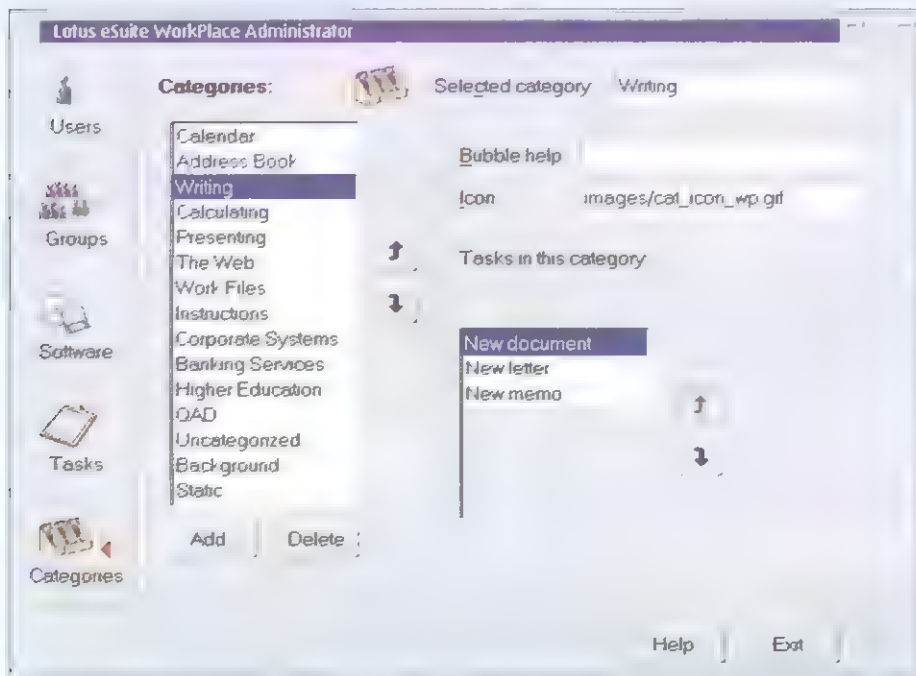 Lotus eSuite WorkPlace Administrator
Users
Groups
Software
Tasks
Categories
Categories:
Calendar
Address Book
Writing
Calculating
Presenting
The Web
Work Files
Instructions
Corporate Systems
Banking Services
Higher Education
QAD
Uncategorized
Background
Static
Add
Delete
Selected category
Writing
Bubble help
Icon
images/cat_icon_wp.gif
Tasks in this category
New document
New letter
New memo
Help
Exit